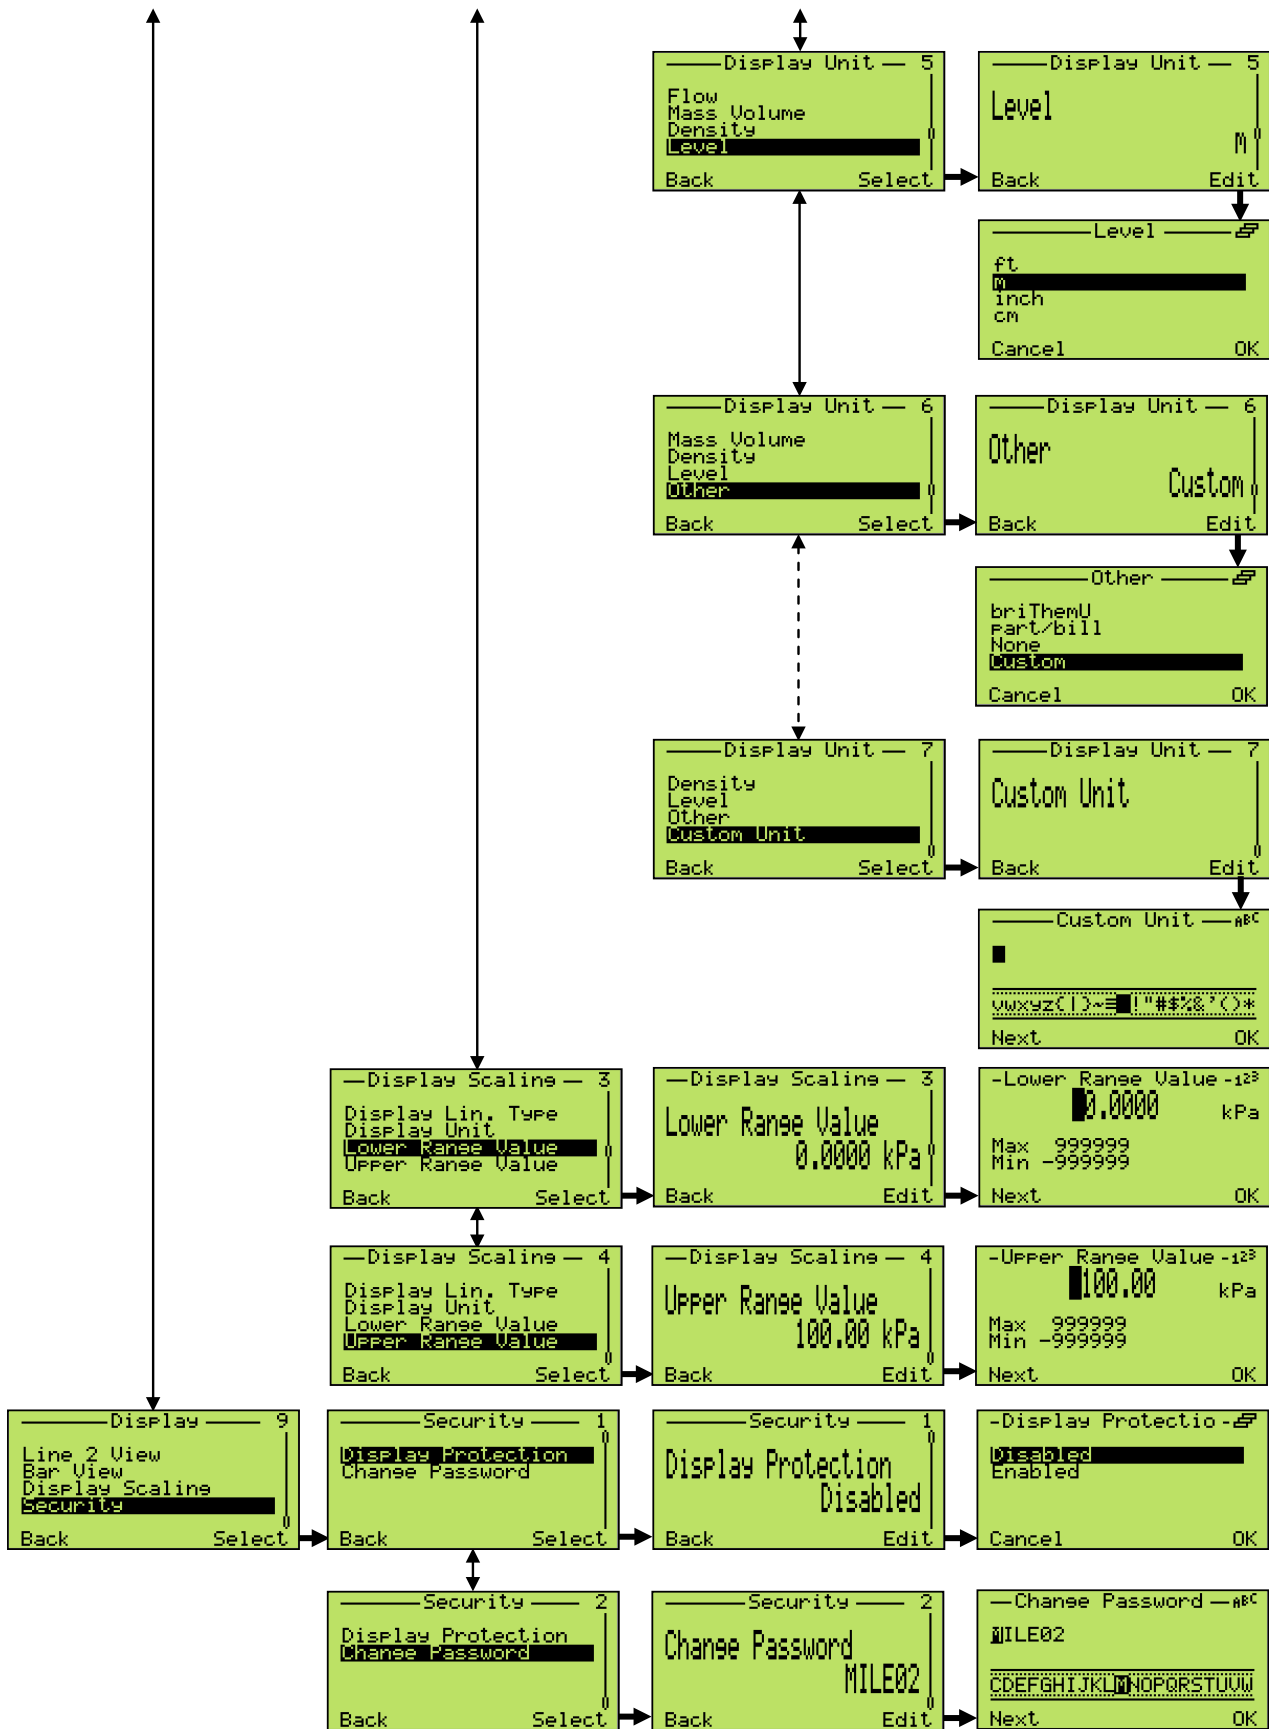 Display Unit 5
Flow
Mass Volume
Density
Level
Back Select
Display Unit 5
Level
m
Back Edit
Level
ft
m
inch
cm
Cancel OK
Display Unit 6
Mass Volume
Density
Level
Other
Back Select
Display Unit 6
Other
Custom
Back Edit
Other
briThemU
part/bill
None
Custom
Cancel OK
Display Unit 7
Density
Level
Other
Custom Unit
Back Select
Display Unit 7
Custom Unit
Back Edit
Custom Unit ABC
vwxyz{|}~≡ !"#$%&'()*
Next OK
Display Scaling 3
Display Lin. Type
Display Unit
Lower Range Value
Upper Range Value
Back Select
Display Scaling 3
Lower Range Value
0.0000 kPa
Back Edit
Lower Range Value 123
0.0000 kPa
Max 999999
Min -999999
Next OK
Display Scaling 4
Display Lin. Type
Display Unit
Lower Range Value
Upper Range Value
Back Select
Display Scaling 4
Upper Range Value
100.00 kPa
Back Edit
Upper Range Value 123
100.00 kPa
Max 999999
Min -999999
Next OK
Display 9
Line 2 View
Bar View
Display Scaling
Security
Back Select
Security 1
Display Protection
Change Password
Back Select
Security 1
Display Protection
Disabled
Back Edit
Display Protectio
Disabled
Enabled
Cancel OK
Security 2
Display Protection
Change Password
Back Select
Security 2
Change Password
MILE02
Back Edit
Change Password ABC
MILE02
CDEFGHIJKLMNOPQRSTUVW
Next OK